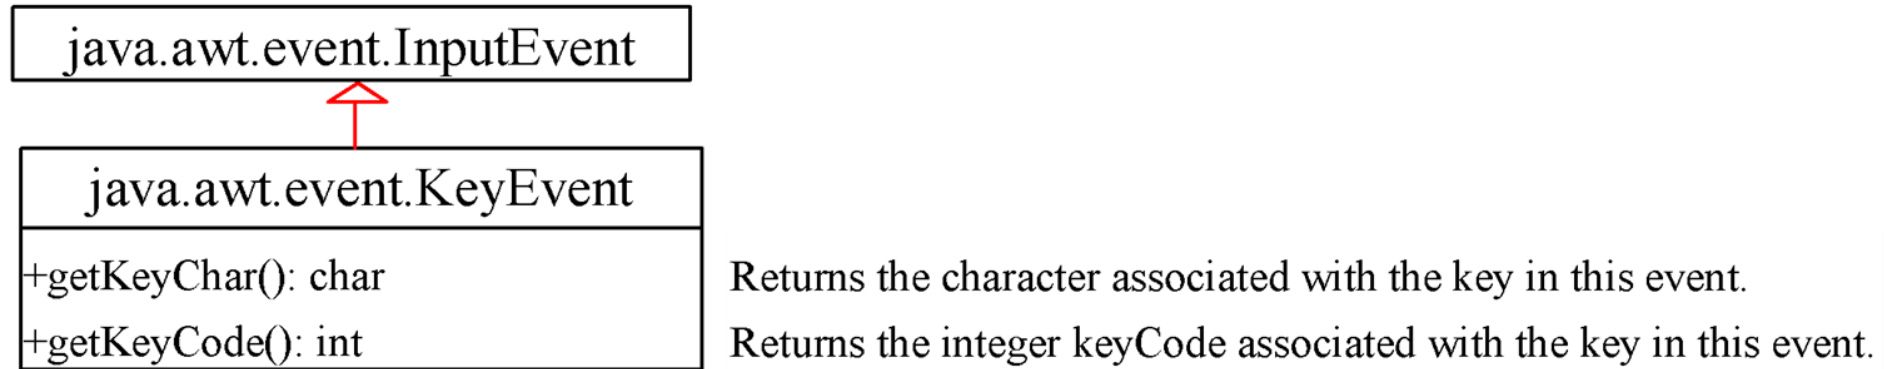 java.awt.event.InputEvent
java.awt.event.KeyEvent
+getKeyChar(): char Returns the character associated with the key in this event.
+getKeyCode(): int Returns the integer keyCode associated with the key in this event.